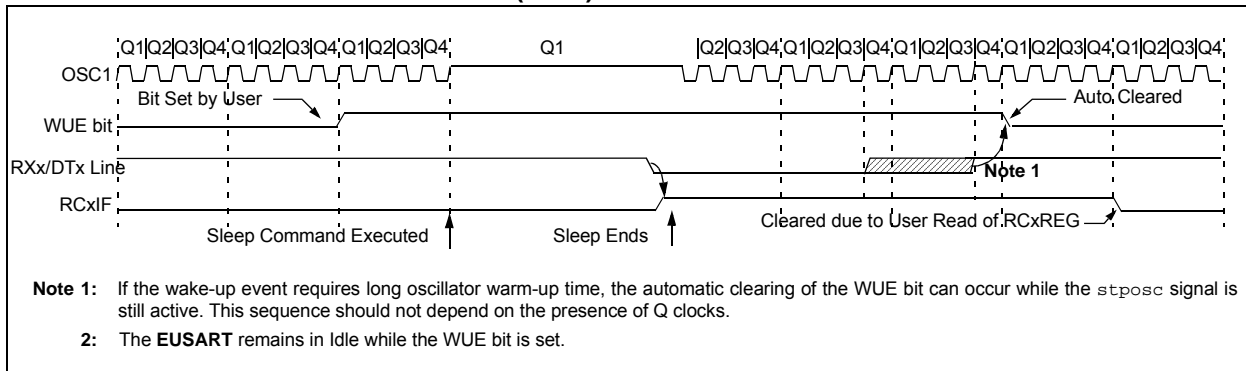 Q1 Q2 Q3 Q4 Q1 Q2 Q3 Q4 Q1 Q2 Q3 Q4 Q1 Q2 Q3 Q4 Q1 Q2 Q3 Q4 Q1 Q2 Q3 Q4 Q1 Q2 Q3 Q4 Q1 Q2 Q3 Q4
OSC1
Bit Set by User Auto Cleared
WUE bit
RXx/DTx Line
Note 1
RCxIF
Cleared due to User Read of RCxREG
Sleep Command Executed Sleep Ends
Note 1: If the wake-up event requires long oscillator warm-up time, the automatic clearing of the WUE bit can occur while the stposc signal is
still active. This sequence should not depend on the presence of Q clocks.
2: The EUSART remains in Idle while the WUE bit is set.